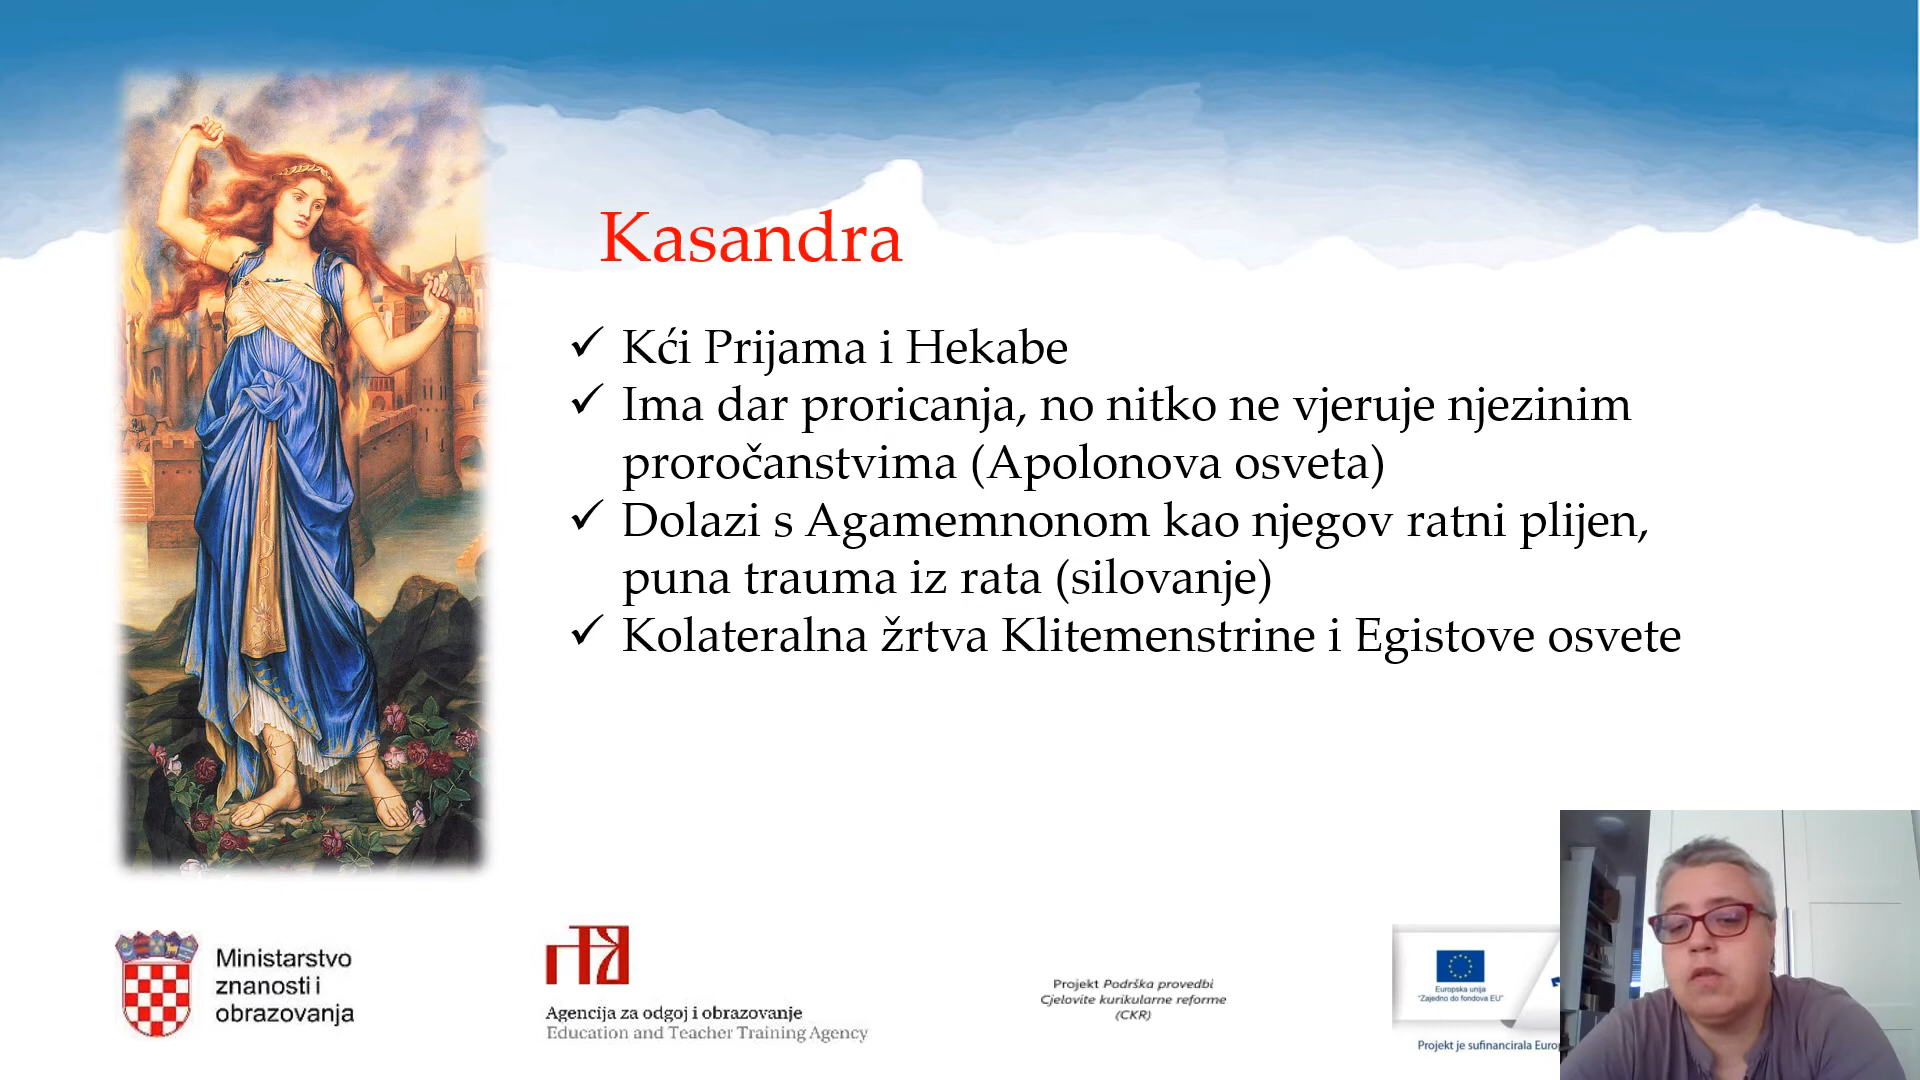 Kasandra
✓ Kći Prijama i Hekabe
✓ Ima dar proricanja, no nitko ne vjeruje njezinim
proročanstvima (Apolonova osveta)
✓ Dolazi s Agamemnonom kao njegov ratni plijen,
puna trauma iz rata (silovanje)
✓ Kolateralna žrtva Klitemenstrine i Egistove osvete
Ministarstvo
znanosti i
obrazovanja
Agencija za odgoj i obrazovanje
Education and Teacher Training Agency
Projekt Podrška provedbi
Cjelovite kurikularne reforme
(CKR)
Europska unija
"Zajedno do fondova EU"
Projekt je sufinancirala